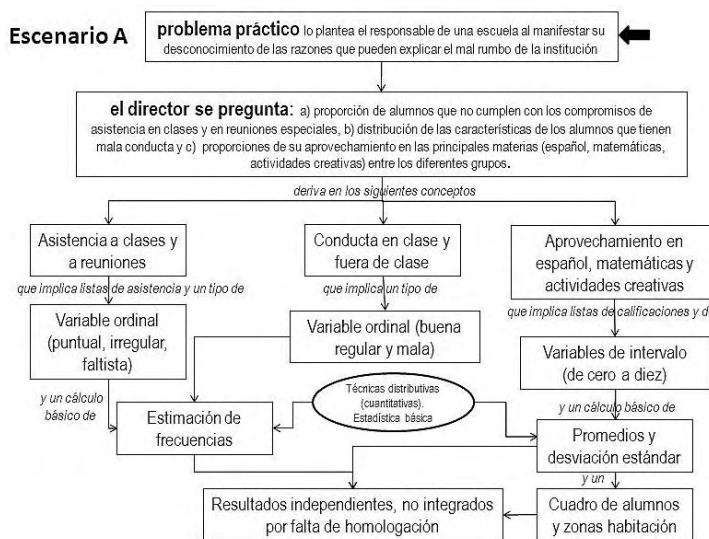 Escenario A
problema práctico lo plantea el responsable de una escuela al manifestar su
desconocimiento de las razones que pueden explicar el mal rumbo de la institución
el director se pregunta: a) proporción de alumnos que no cumplen con los compromisos de
asistencia en clases y en reuniones especiales, b) distribución de las características de los alumnos que tienen
mala conducta y c) proporciones de su aprovechamiento en las principales materias (español, matemáticas,
actividades creativas) entre los diferentes grupos.
deriva en los siguientes conceptos
Asistencia a clases y
a reuniones
Conducta en clase y
fuera de clase
Aprovechamiento en
español, matemáticas y
actividades creativas
que implica listas de asistencia y un tipo de
que implica un tipo de
que implica listas de calificaciones y d
Variable ordinal
(puntual, irregular,
faltista)
Variable ordinal (buena
regular y mala)
Variables de intervalo
(de cero a diez)
y un cálculo
básico de
Estimación de
frecuencias
Técnicas distributivas
(cuantitativas).
Estadística básica
y un cálculo básico de
Promedios y
desviación estándar
y un
Resultados independientes, no integrados
por falta de homologación
Cuadro de alumnos
y zonas habitación